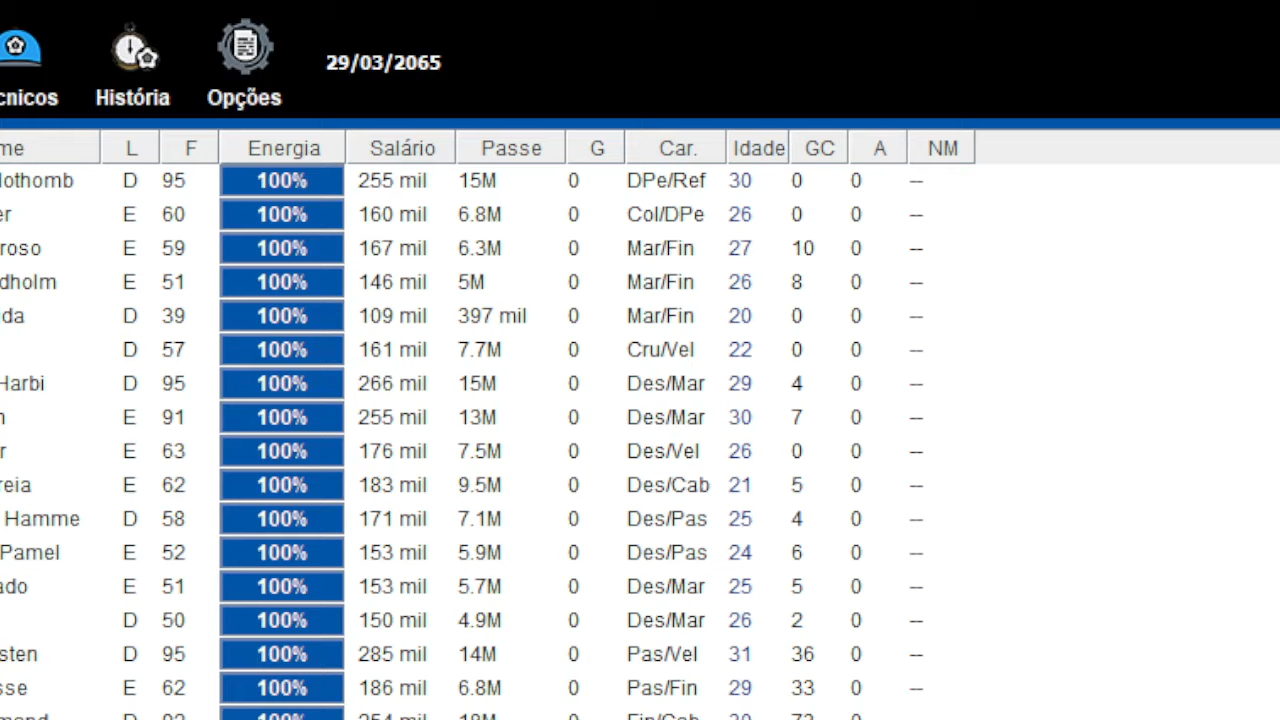 29/03/2065
cnicos História Opções
me L F Energia Salário Passe G Car. Idade GC A NM
lothomb D 95 100% 255 mil 15M 0 DPe/Ref 30 0 0 --
er E 60 100% 160 mil 6.8M 0 Col/DPe 26 0 0 --
roso E 59 100% 167 mil 6.3M 0 Mar/Fin 27 10 0 --
dholm E 51 100% 146 mil 5M 0 Mar/Fin 26 8 0 --
da D 39 100% 109 mil 397 mil 0 Mar/Fin 20 0 0 --
D 57 100% 161 mil 7.7M 0 Cru/Vel 22 0 0 --
Harbi D 95 100% 266 mil 15M 0 Des/Mar 29 4 0 --
E 91 100% 255 mil 13M 0 Des/Mar 30 7 0 --
r E 63 100% 176 mil 7.5M 0 Des/Vel 26 0 0 --
reia E 62 100% 183 mil 9.5M 0 Des/Cab 21 5 0 --
Hamme D 58 100% 171 mil 7.1M 0 Des/Pas 25 4 0 --
Pamel E 52 100% 153 mil 5.9M 0 Des/Pas 24 6 0 --
ado E 51 100% 153 mil 5.7M 0 Des/Mar 25 5 0 --
D 50 100% 150 mil 4.9M 0 Des/Mar 26 2 0 --
sten D 95 100% 285 mil 14M 0 Pas/Vel 31 36 0 --
sse E 62 100% 186 mil 6.8M 0 Pas/Fin 29 33 0 --